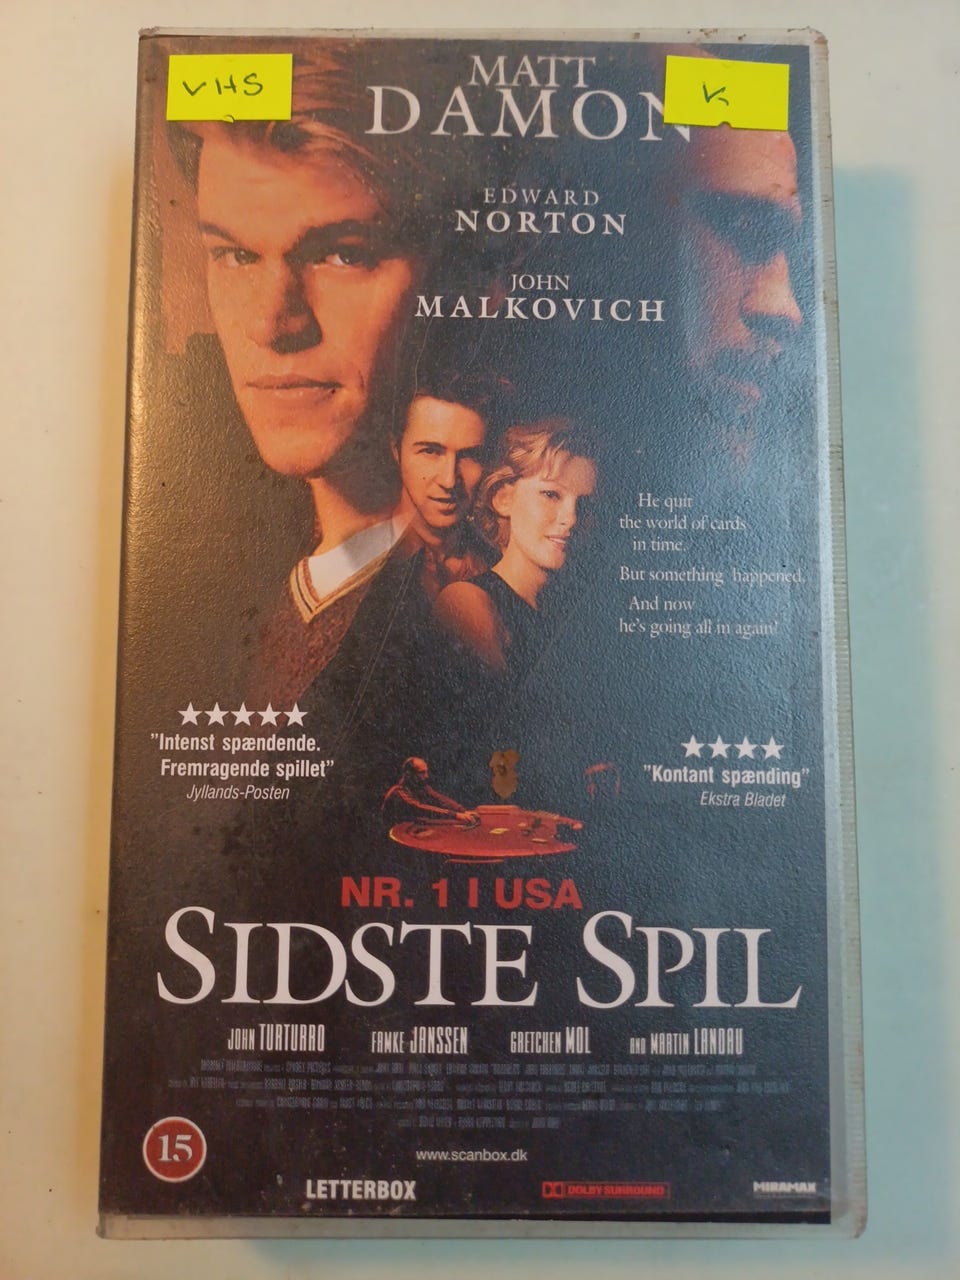 VHS
K
MATT
DAMON
EDWARD
NORTON
JOHN
MALKOVICH
He quit
the world of cards
in time.
But something happened.
And now
he's going all in again!
★★★★★
"Intenst spændende.
Fremragende spillet"
Jyllands-Posten
★★★★
"Kontant spænding"
Ekstra Bladet
NR. 1 I USA
SIDSTE SPIL
JOHN TURTURRO FAMKE JANSSEN GRETCHEN MOL AND MARTIN LANDAU
15
www.scanbox.dk
LETTERBOX
DOLBY SURROUND
MIRAMAX